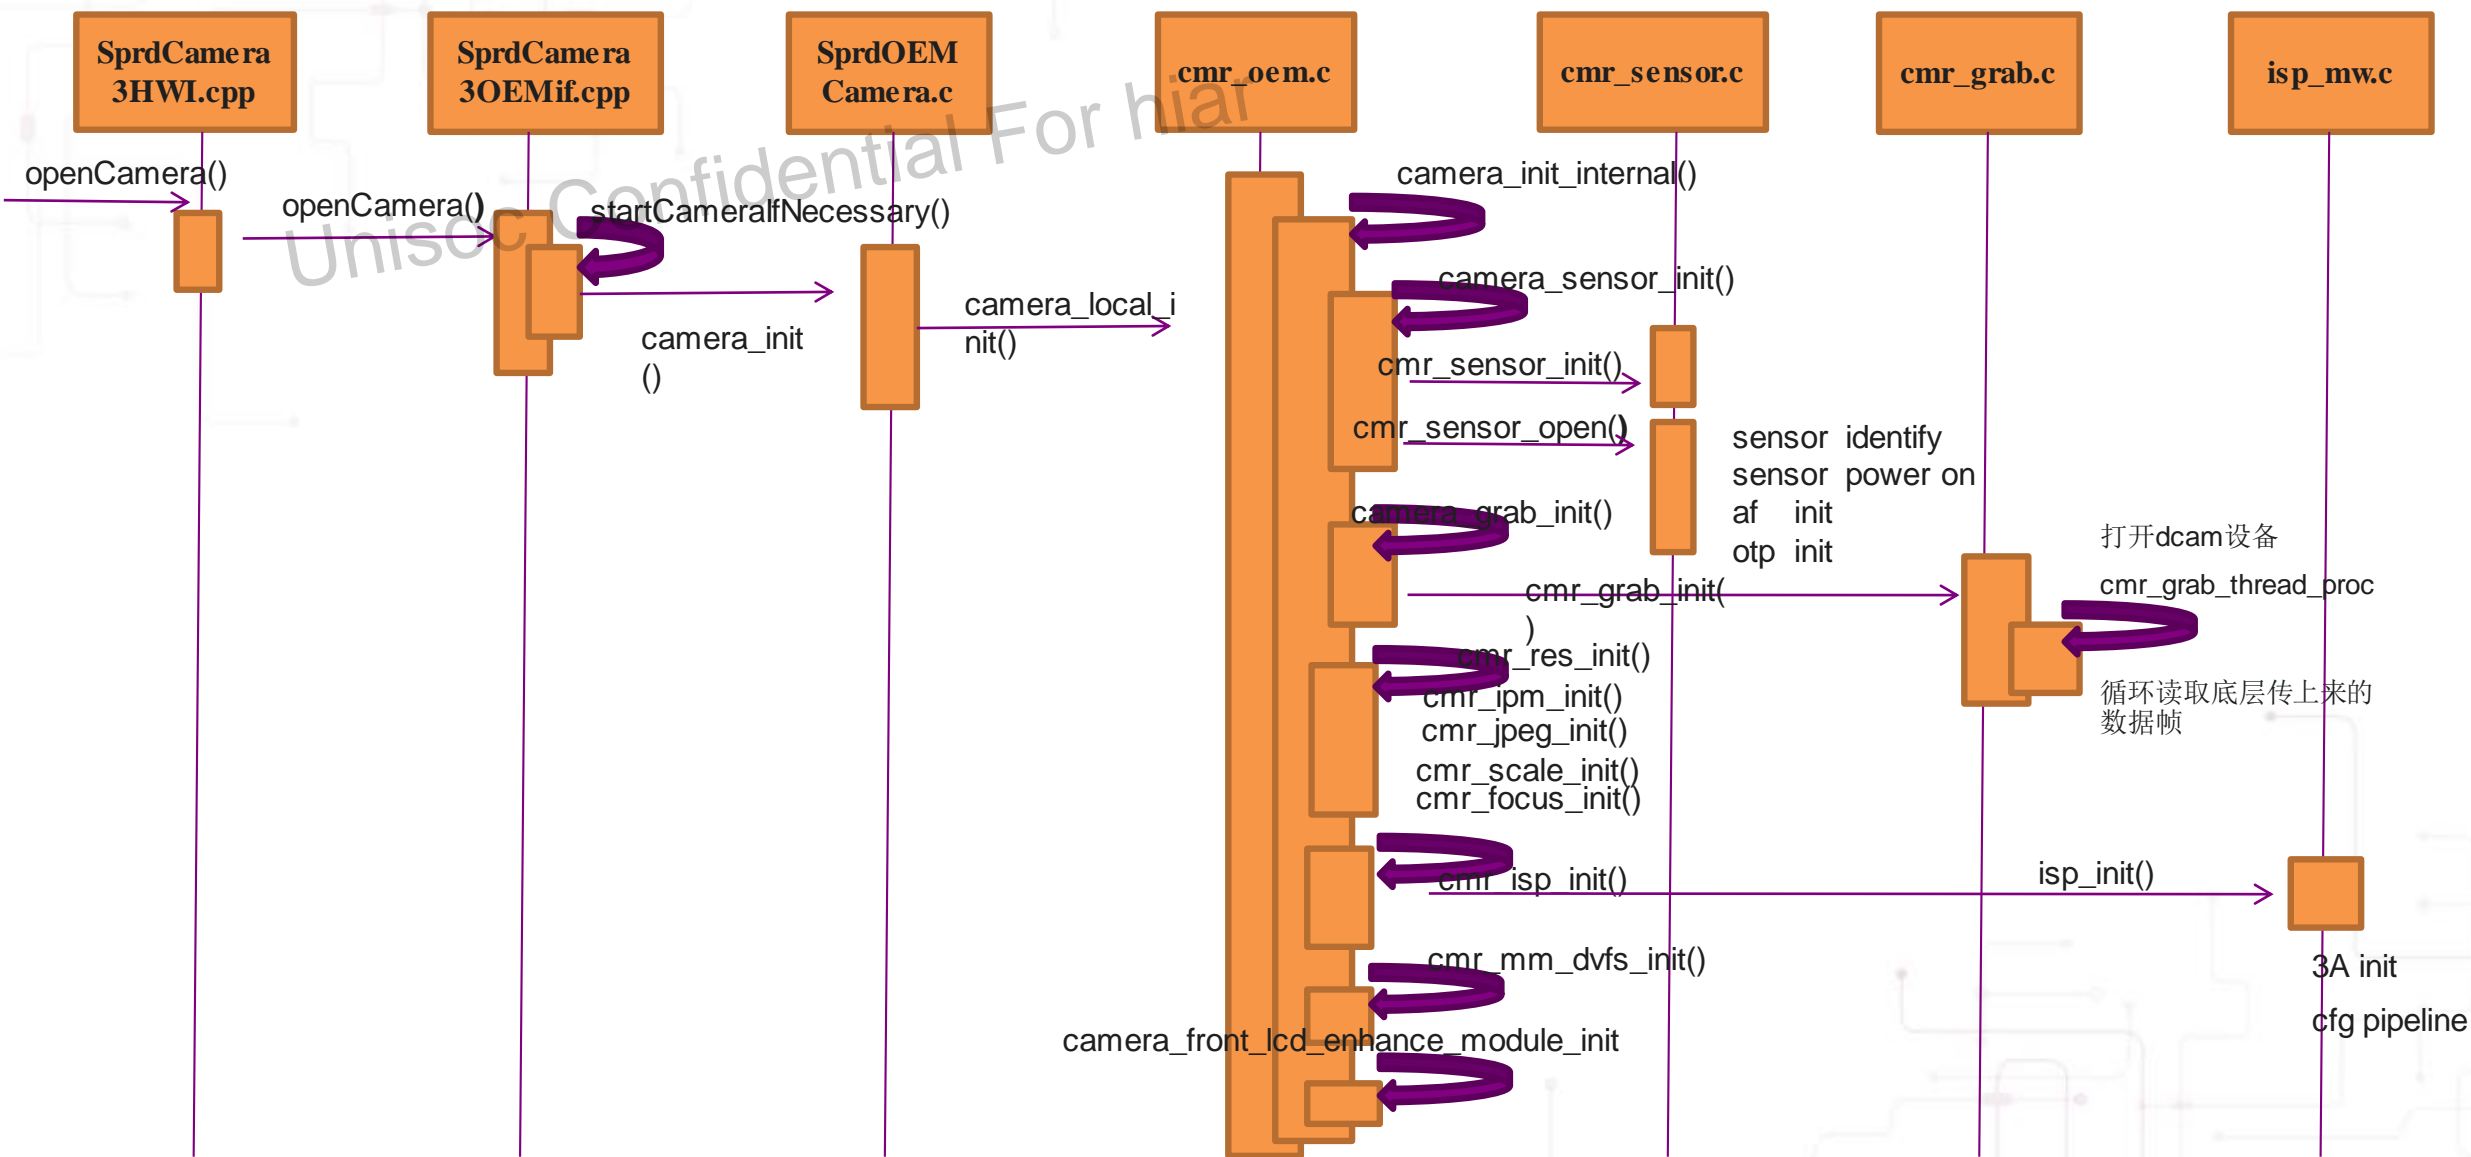 SprdCamera
3HWI.cpp
SprdCamera
3OEMif.cpp
SprdOEM
Camera.c
cmr_oem.c
cmr_sensor.c
cmr_grab.c
isp_mw.c
Unisoc Confidential For hiar
openCamera()
openCamera()
startCameraIfNecessary()
camera_init
()
camera_local_i
nit()
camera_init_internal()
camera_sensor_init()
cmr_sensor_init()
cmr_sensor_open()
sensor identify
sensor power on
af init
otp init
camera_grab_init()
cmr_grab_init(
)
打开dcam设备
cmr_grab_thread_proc
循环读取底层传上来的
数据帧
cmr_res_init()
cmr_ipm_init()
cmr_jpeg_init()
cmr_scale_init()
cmr_focus_init()
cmr_isp_init()
isp_init()
3A init
cfg pipeline
cmr_mm_dvfs_init()
camera_front_lcd_enhance_module_init